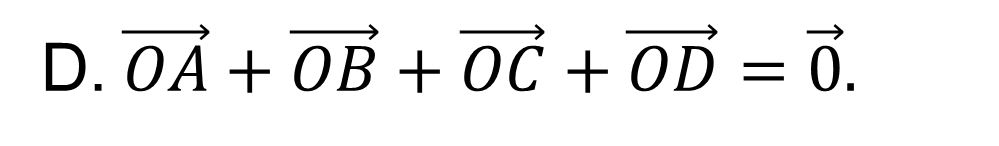 D. $\overrightarrow{OA} + \overrightarrow{OB} + \overrightarrow{OC} + \overrightarrow{OD} = \vec{0}$.